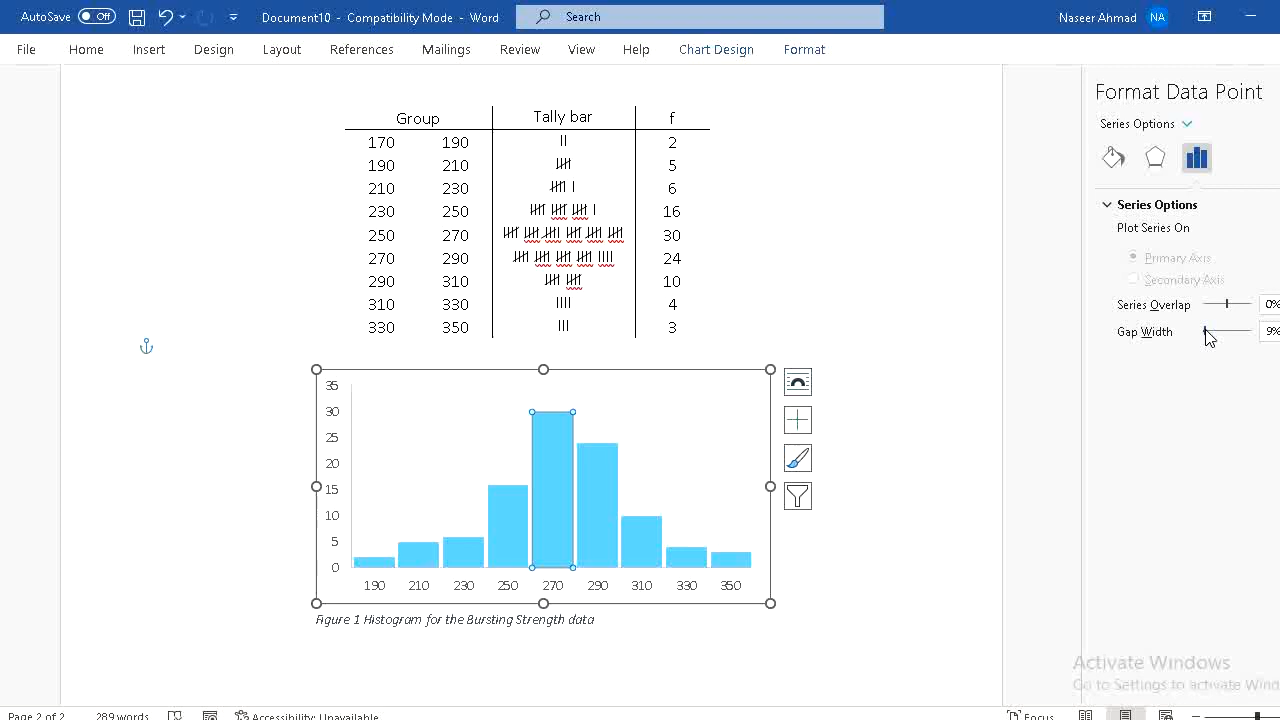 AutoSave Off Document10 - Compatibility Mode - Word Search Naseer Ahmad NA
File Home Insert Design Layout References Mailings Review View Help Chart Design Format
Format Data Point
Series Options
Series Options
Plot Series On
Primary Axis
Secondary Axis
Series Overlap 0%
Gap Width 9%
Group Tally bar f
170 190 2
190 210 5
210 230 6
230 250 16
250 270 30
270 290 24
290 310 10
310 330 4
330 350 3
35
30
25
20
15
10
5
0
190 210 230 250 270 290 310 330 350
Figure 1 Histogram for the Bursting Strength data
Activate Windows
Go to Settings to activate Wind
Page 2 of 2 289 words Accessibility: Unavailable Focus